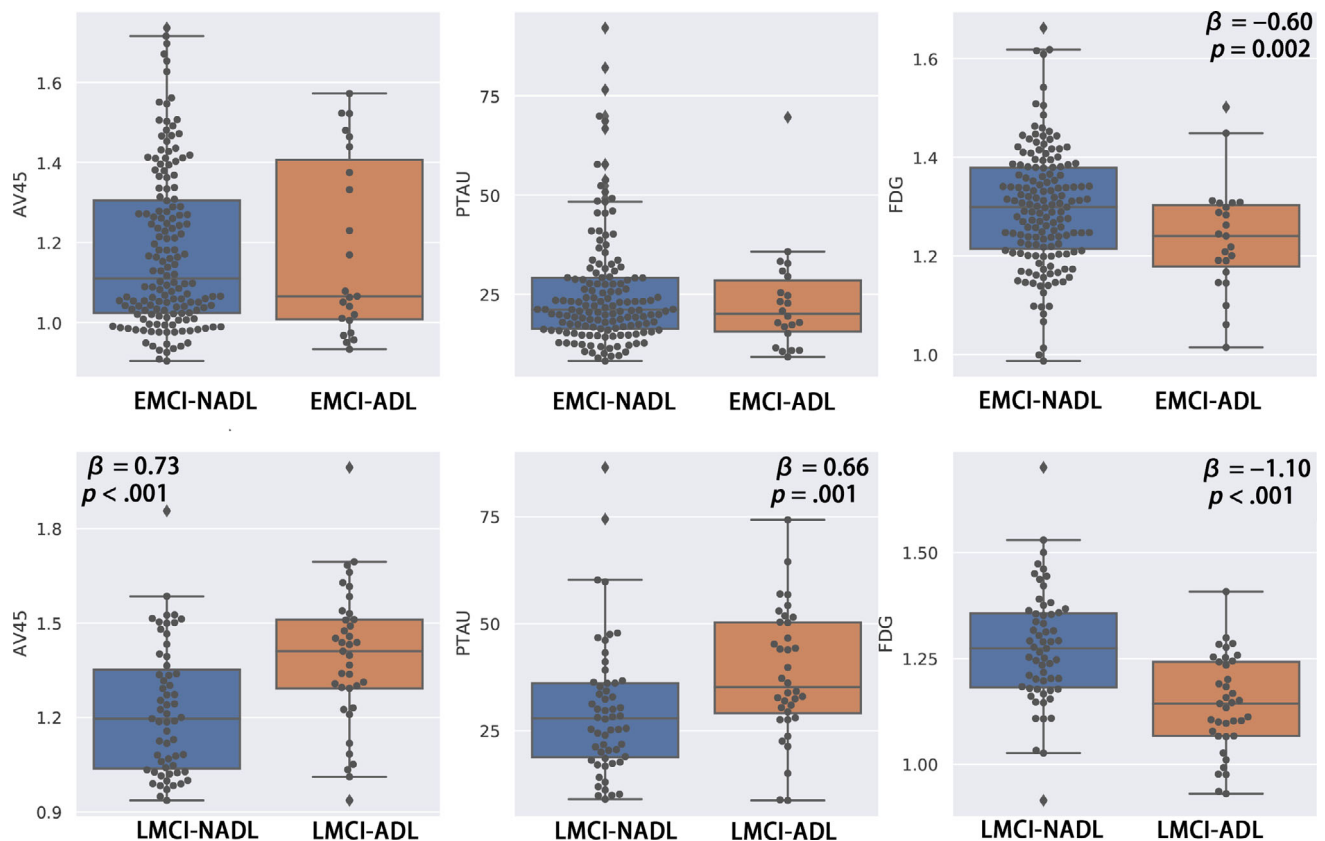 AV45
1.6
1.4
1.2
1.0
EMCI-NADL EMCI-ADL
PTAU
75
50
25
EMCI-NADL EMCI-ADL
FDG
1.6
1.4
1.2
1.0
β = −0.60
p = 0.002
EMCI-NADL EMCI-ADL
AV45
1.8
1.5
1.2
0.9
β = 0.73
p < .001
LMCI-NADL LMCI-ADL
PTAU
75
50
25
β = 0.66
p = .001
LMCI-NADL LMCI-ADL
FDG
1.50
1.25
1.00
β = −1.10
p < .001
LMCI-NADL LMCI-ADL